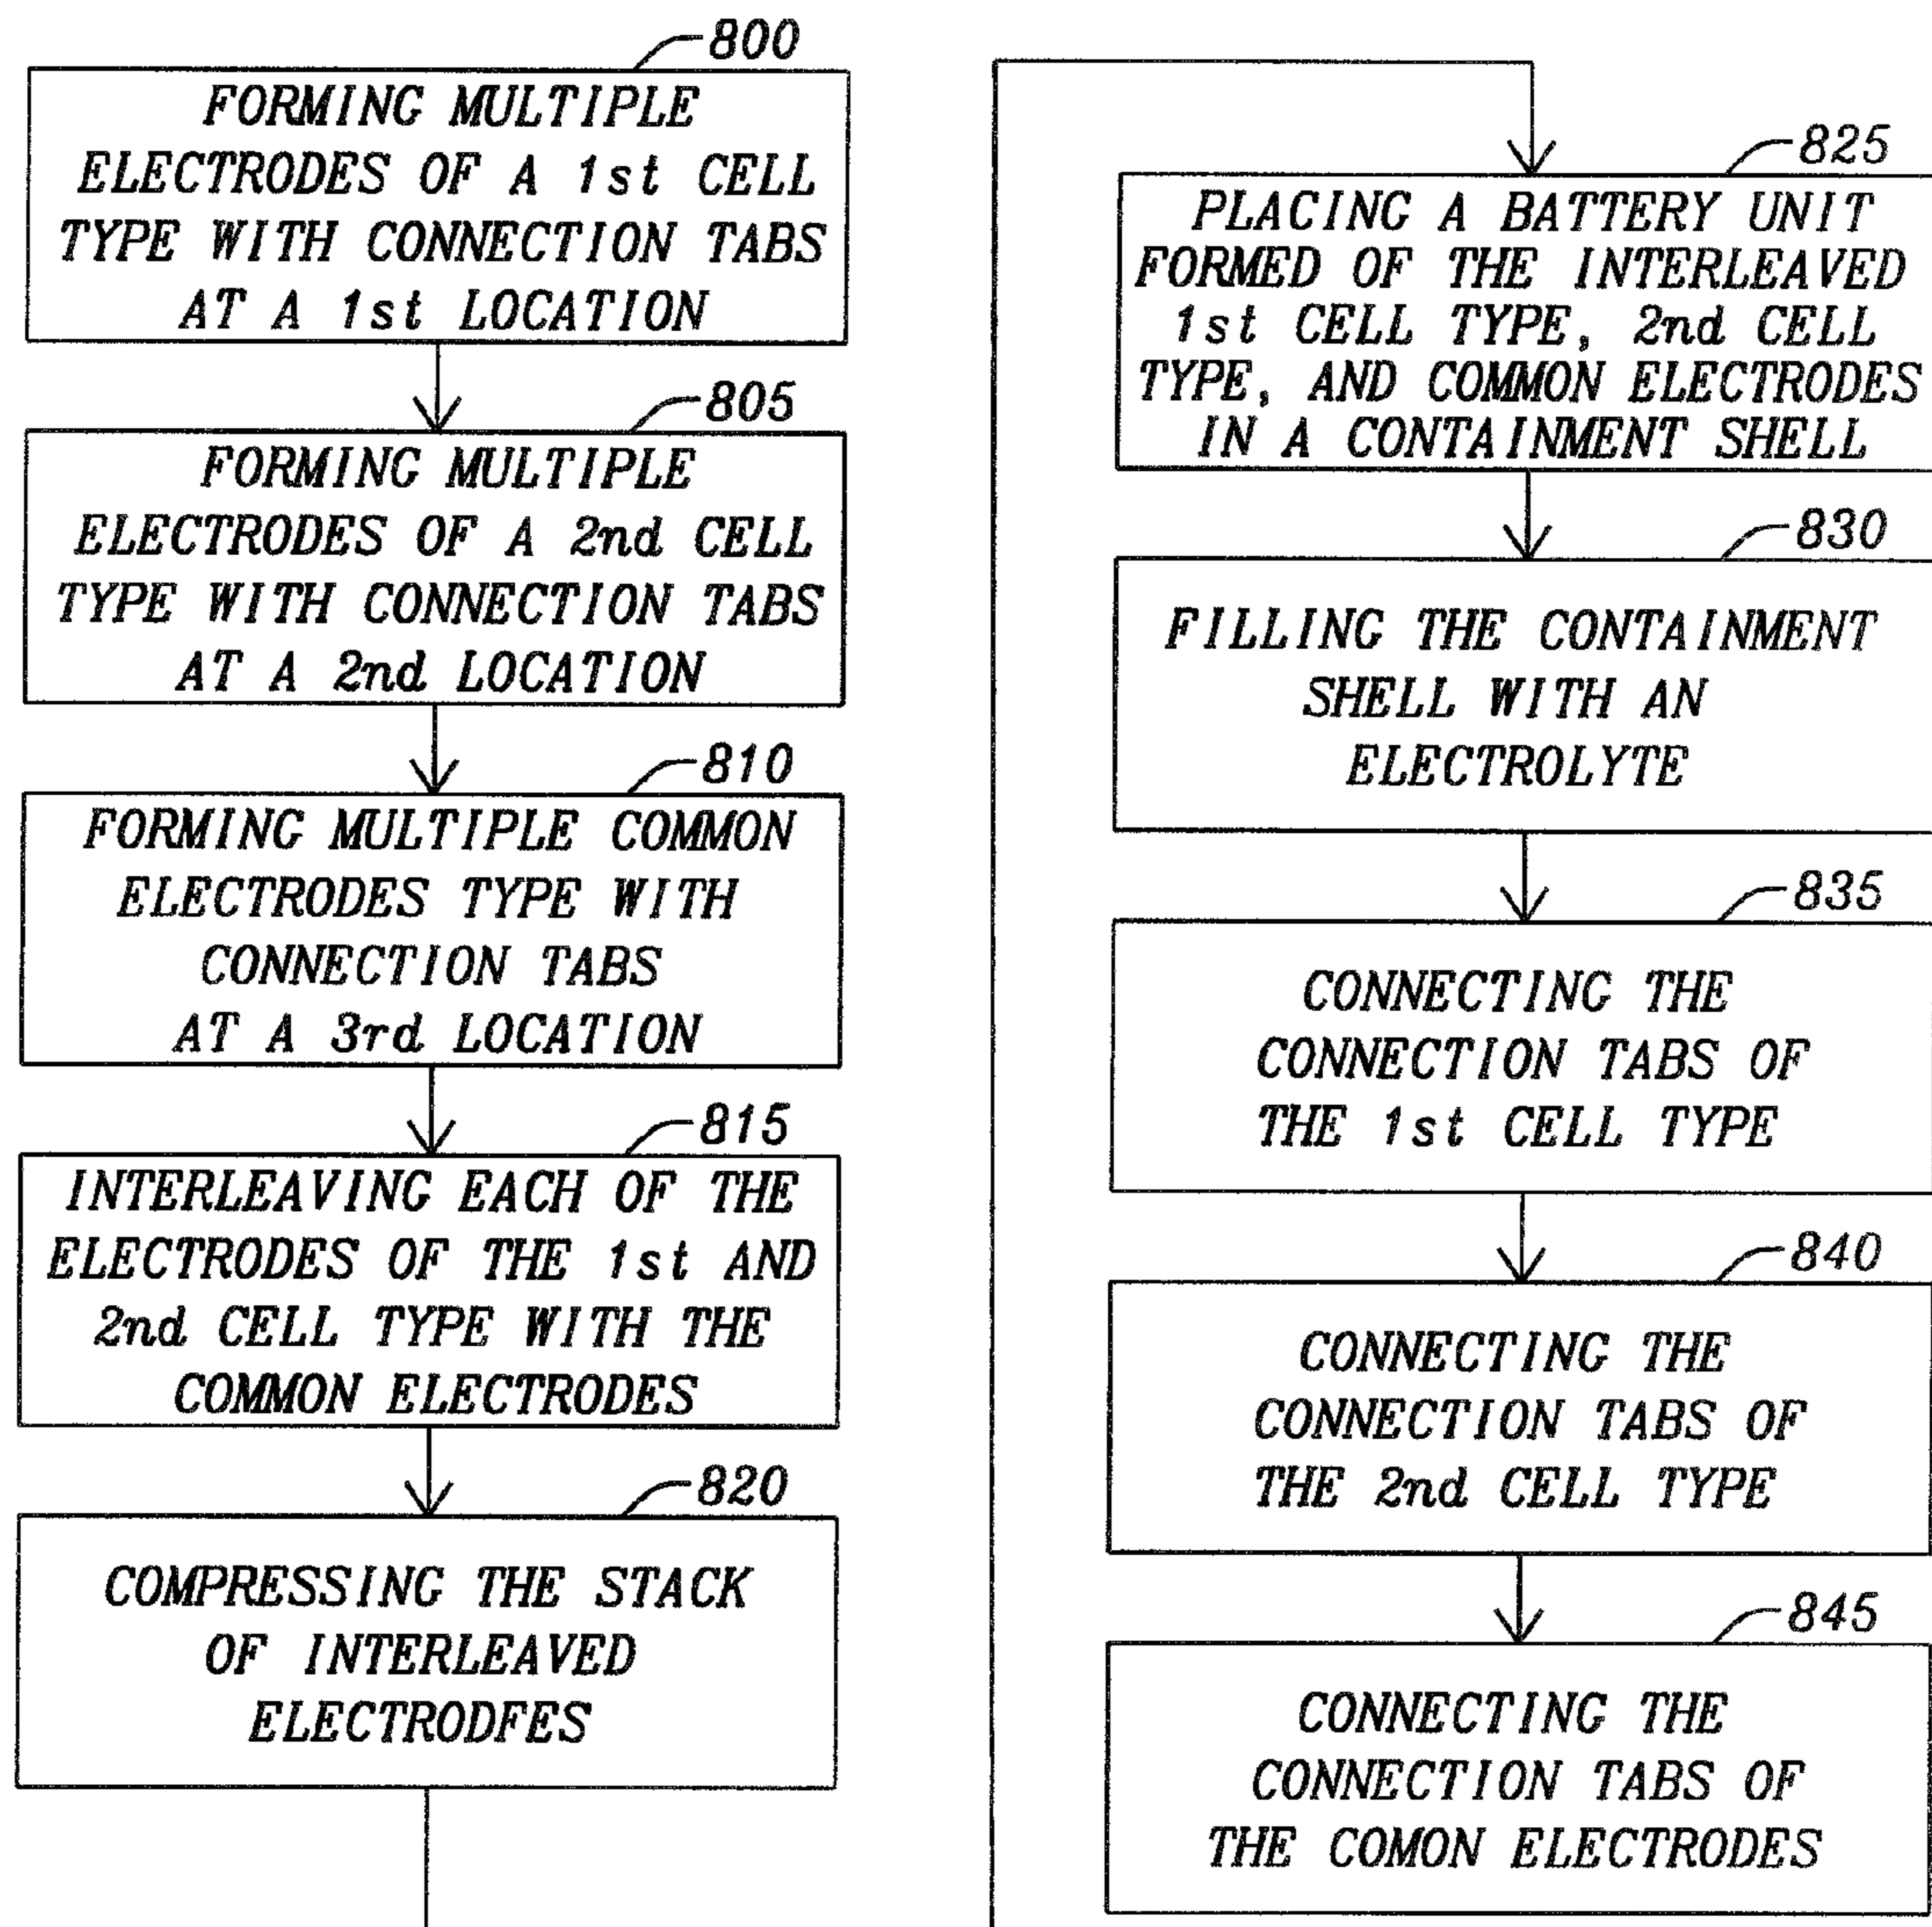 800
FORMING MULTIPLE
ELECTRODES OF A 1st CELL
TYPE WITH CONNECTION TABS
AT A 1st LOCATION
805
FORMING MULTIPLE
ELECTRODES OF A 2nd CELL
TYPE WITH CONNECTION TABS
AT A 2nd LOCATION
810
FORMING MULTIPLE COMMON
ELECTRODES TYPE WITH
CONNECTION TABS
AT A 3rd LOCATION
815
INTERLEAVING EACH OF THE
ELECTRODES OF THE 1st AND
2nd CELL TYPE WITH THE
COMMON ELECTRODES
820
COMPRESSING THE STACK
OF INTERLEAVED
ELECTRODFES
825
PLACING A BATTERY UNIT
FORMED OF THE INTERLEAVED
1st CELL TYPE, 2nd CELL
TYPE, AND COMMON ELECTRODES
IN A CONTAINMENT SHELL
830
FILLING THE CONTAINMENT
SHELL WITH AN
ELECTROLYTE
835
CONNECTING THE
CONNECTION TABS OF
THE 1st CELL TYPE
840
CONNECTING THE
CONNECTION TABS OF
THE 2nd CELL TYPE
845
CONNECTING THE
CONNECTION TABS OF
THE COMON ELECTRODES